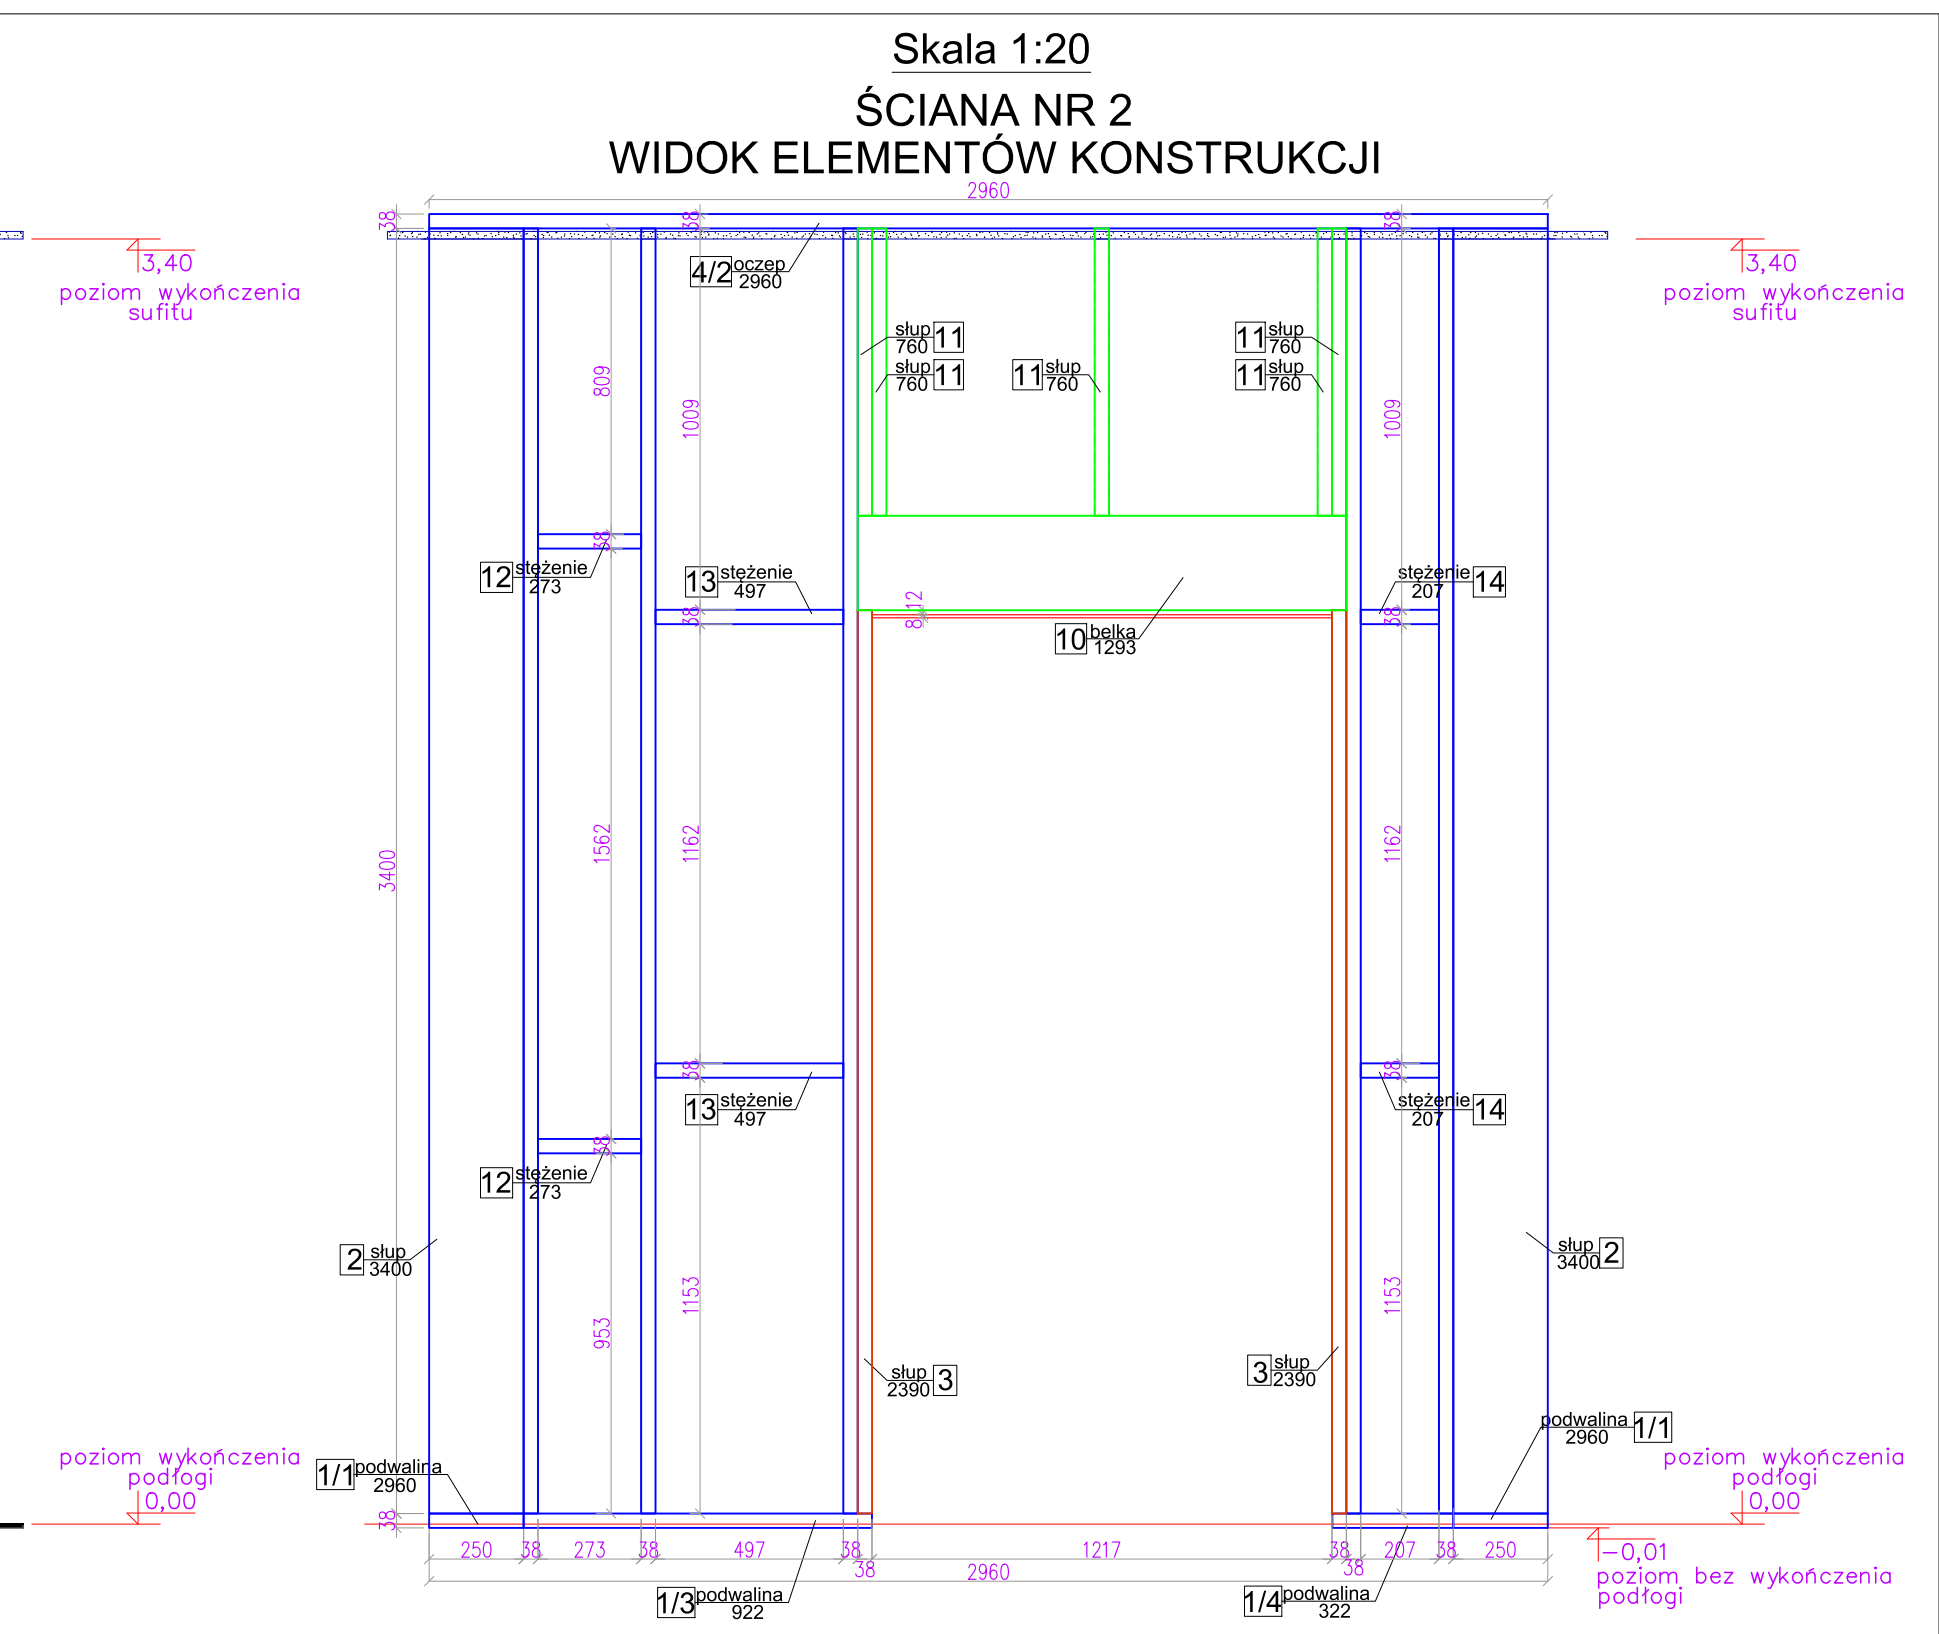 Skala 1:20
ŚCIANA NR 2
WIDOK ELEMENTÓW KONSTRUKCJI
2960
38
38
38
3,40
poziom wykończenia
sufitu
3,40
poziom wykończenia
sufitu
4/2 oczep
2960
809
1009
1009
słup 11
760
słup 11
760
11 słup
760
11 słup
760
11 słup
760
38
12 stężenie
273
13 stężenie
497
38
12
8
10 belka
1293
stężenie 14
207
38
3400
1562
1162
1162
38
13 stężenie
497
38
stężenie 14
207
38
12 stężenie
273
2 słup
3400
słup 2
3400
953
1153
1153
słup 3
2390
3 słup
2390
podwalina 1/1
2960
poziom wykończenia
podłogi
0,00
1/1 podwalina
2960
poziom wykończenia
podłogi
0,00
38
250
38
273
38
497
38
38
1217
38
38
207
38
250
2960
-0,01
poziom bez wykończenia
podłogi
1/3 podwalina
922
1/4 podwalina
322